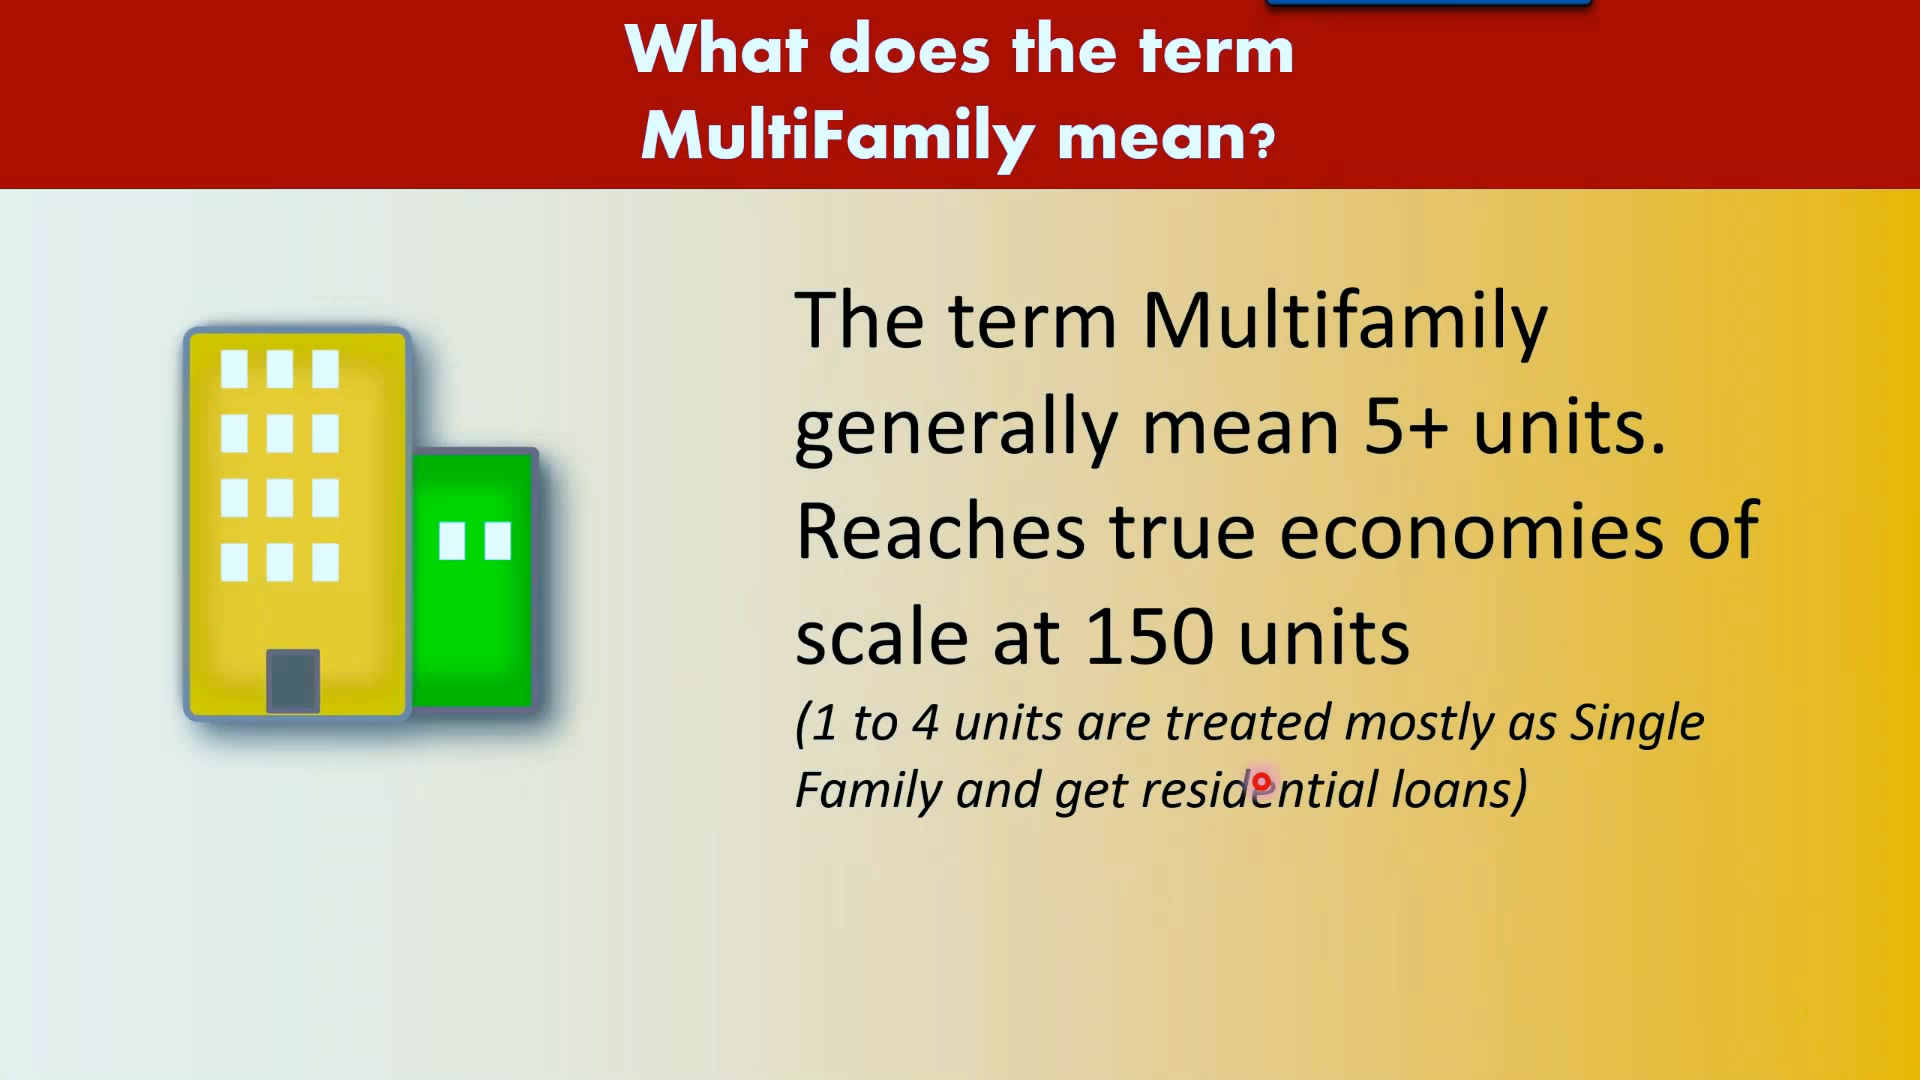 What does the term
MultiFamily mean?
The term Multifamily
generally mean 5+ units.
Reaches true economies of
scale at 150 units
(1 to 4 units are treated mostly as Single
Family and get residential loans)